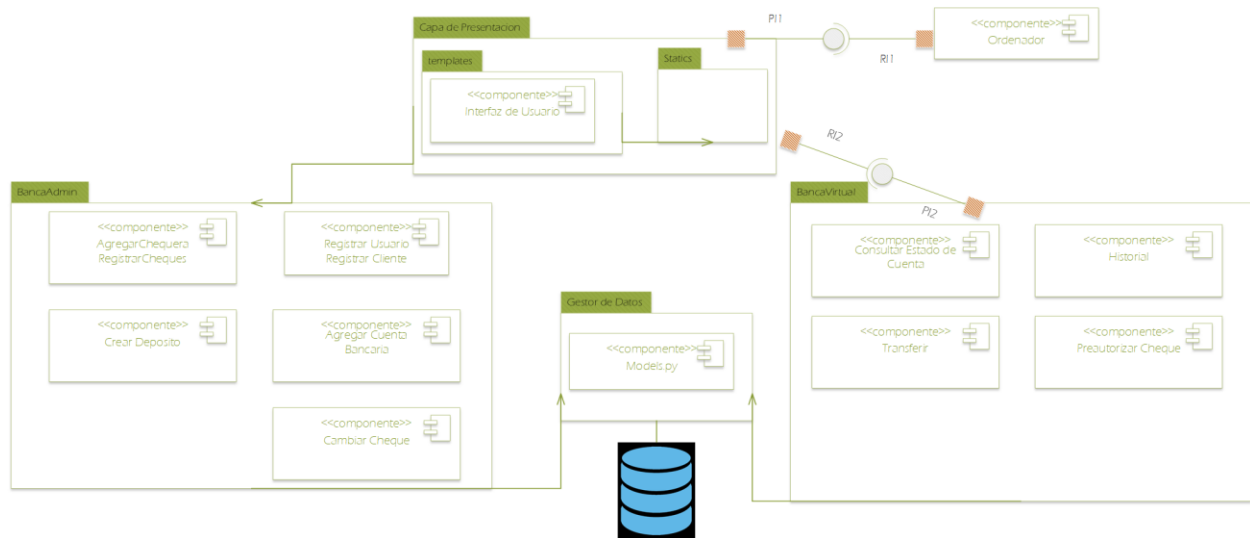 Capa de Presentacion
PI1
RI1
<<componente>>
Ordenador
templates
Statics
<<componente>>
Interfaz de Usuario
RI2
PI2
BancaAdmin
<<componente>>
AgregarChequera
RegistrarCheques
<<componente>>
Registrar Usuario
Registrar Cliente
<<componente>>
Crear Deposito
<<componente>>
Agregar Cuenta
Bancaria
<<componente>>
Cambiar Cheque
Gestor de Datos
<<componente>>
Models.py
BancaVirtual
<<componente>>
Consultar Estado de
Cuenta
<<componente>>
Historial
<<componente>>
Transferir
<<componente>>
Preautorizar Cheque